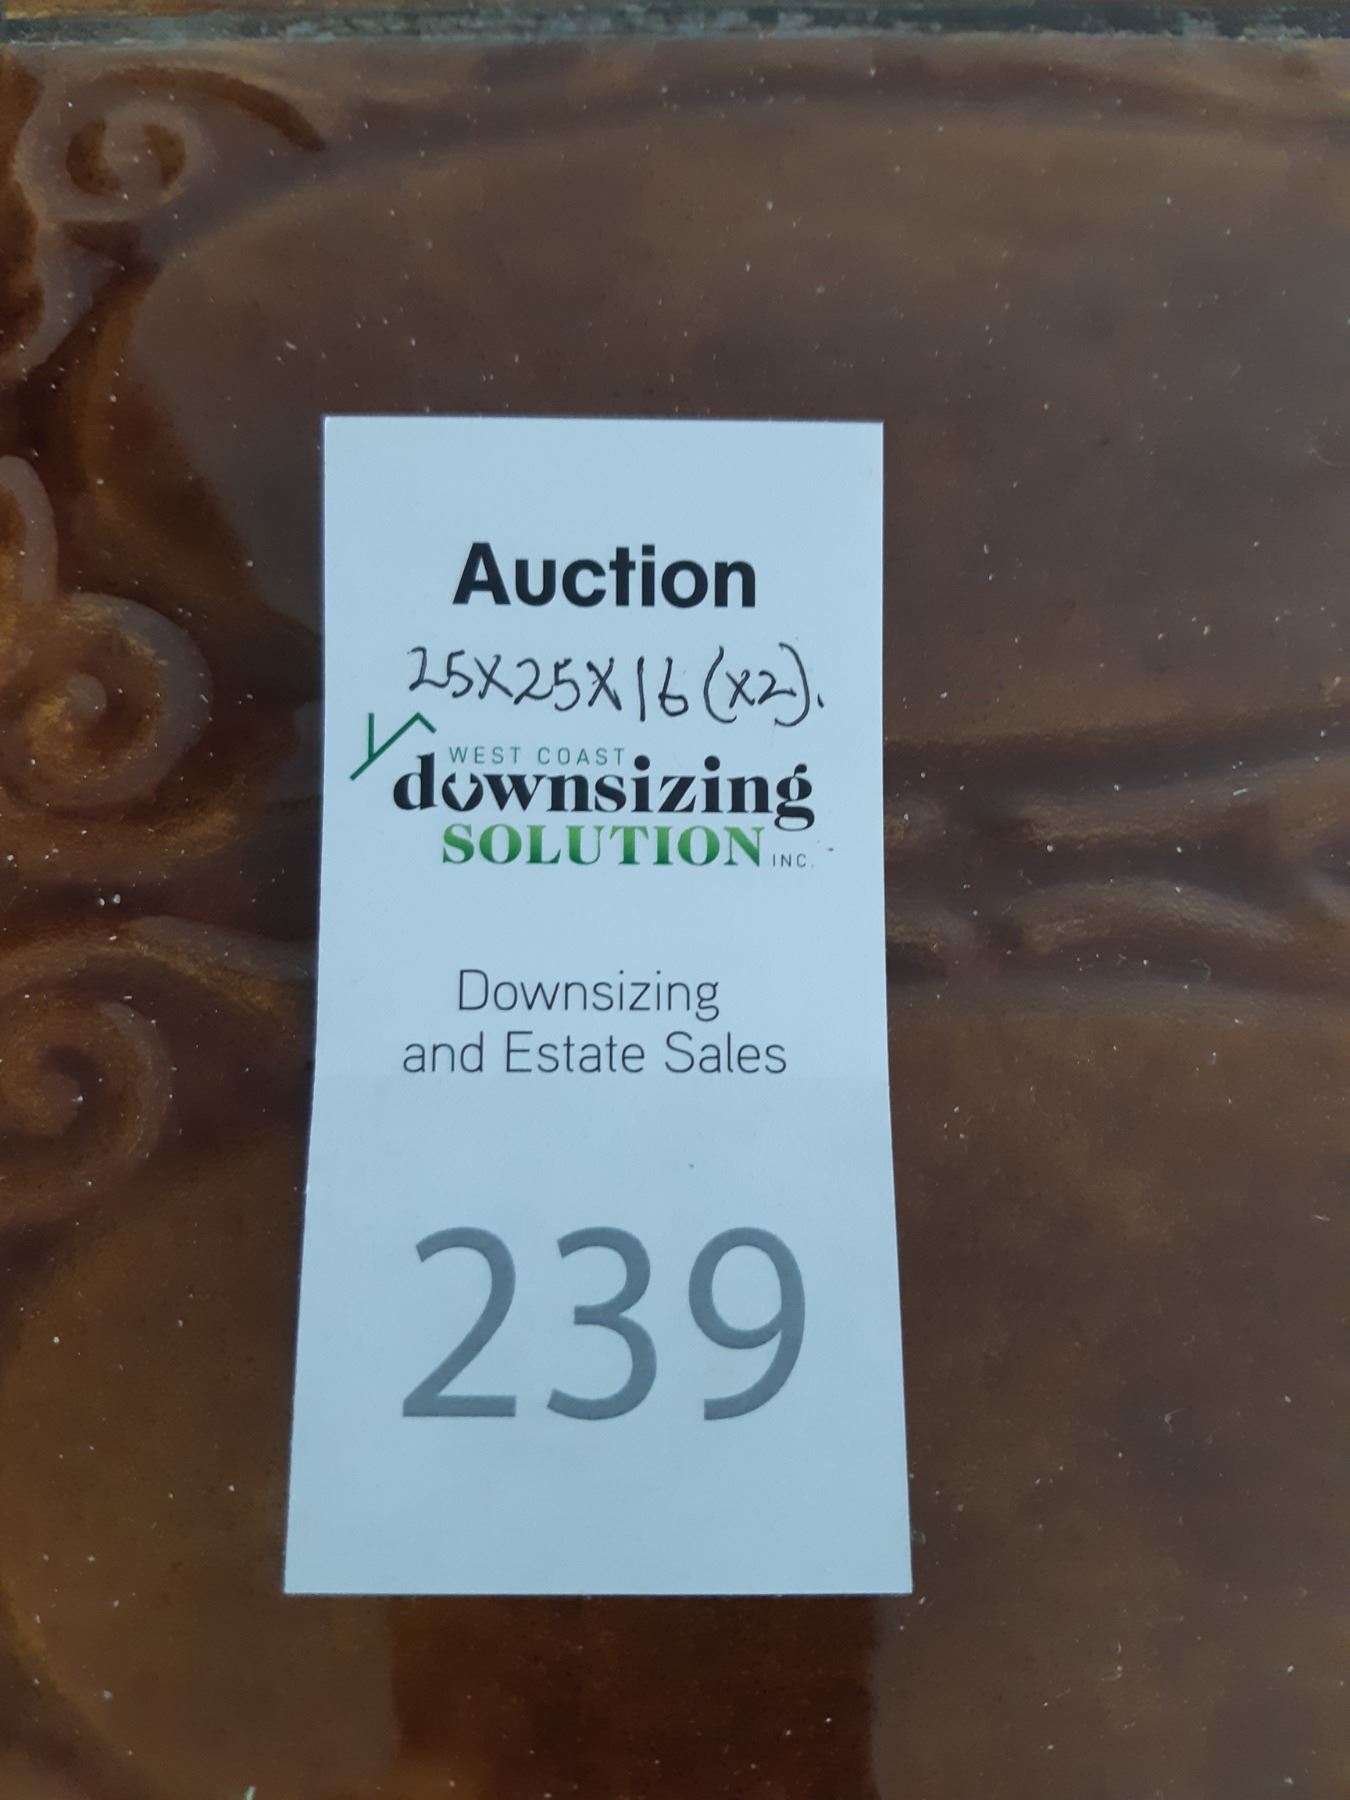 Auction
25X25X16 (X2).
WEST COAST
downsizing
SOLUTION INC.
Downsizing
and Estate Sales
239